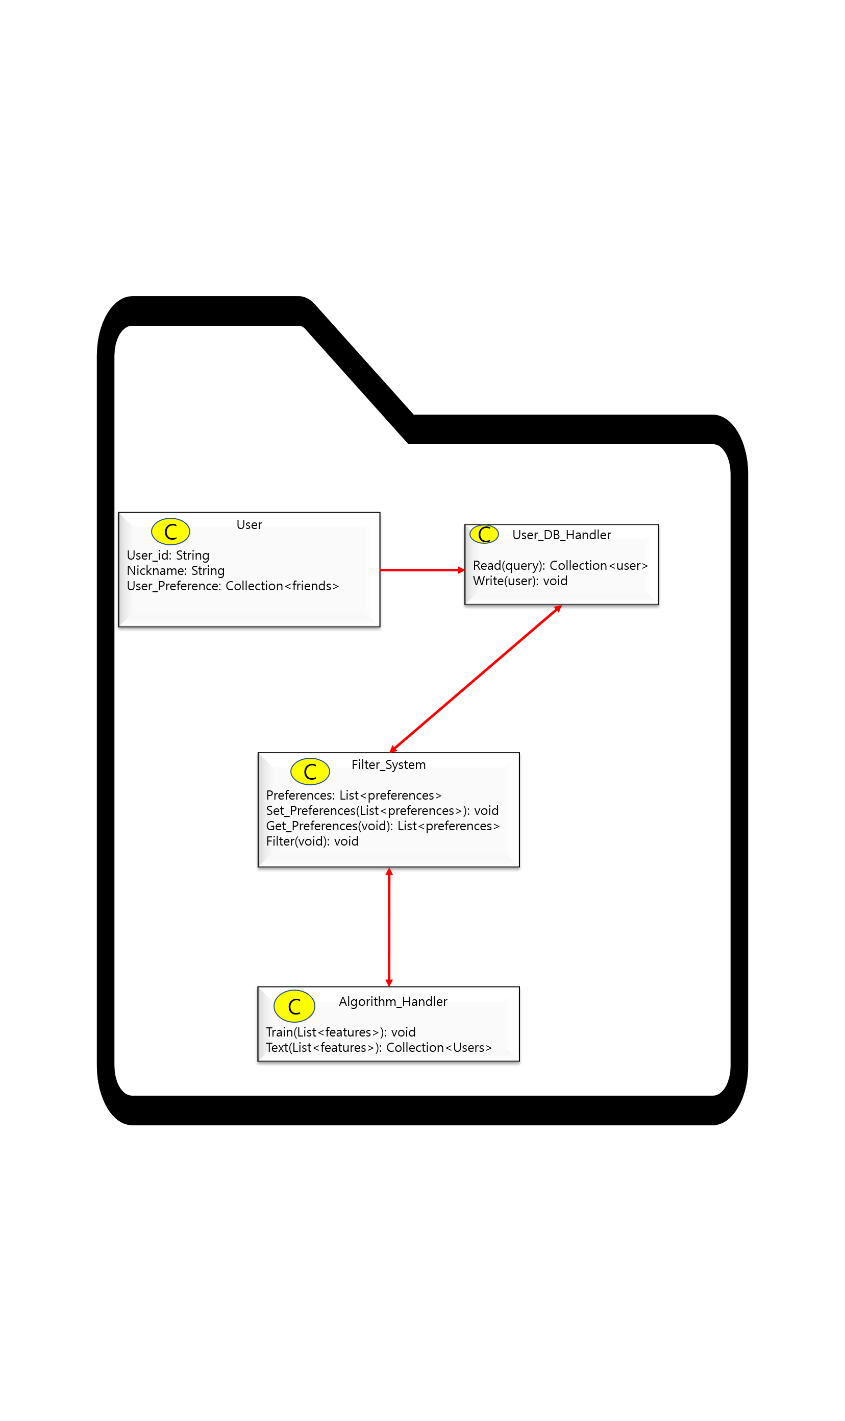 C
User
User_id: String
Nickname: String
User_Preference: Collection<friends>
C
User_DB_Handler
Read(query): Collection<user>
Write(user): void
C
Filter_System
Preferences: List<preferences>
Set_Preferences(List<preferences>): void
Get_Preferences(void): List<preferences>
Filter(void): void
C
Algorithm_Handler
Train(List<features>): void
Text(List<features>): Collection<Users>